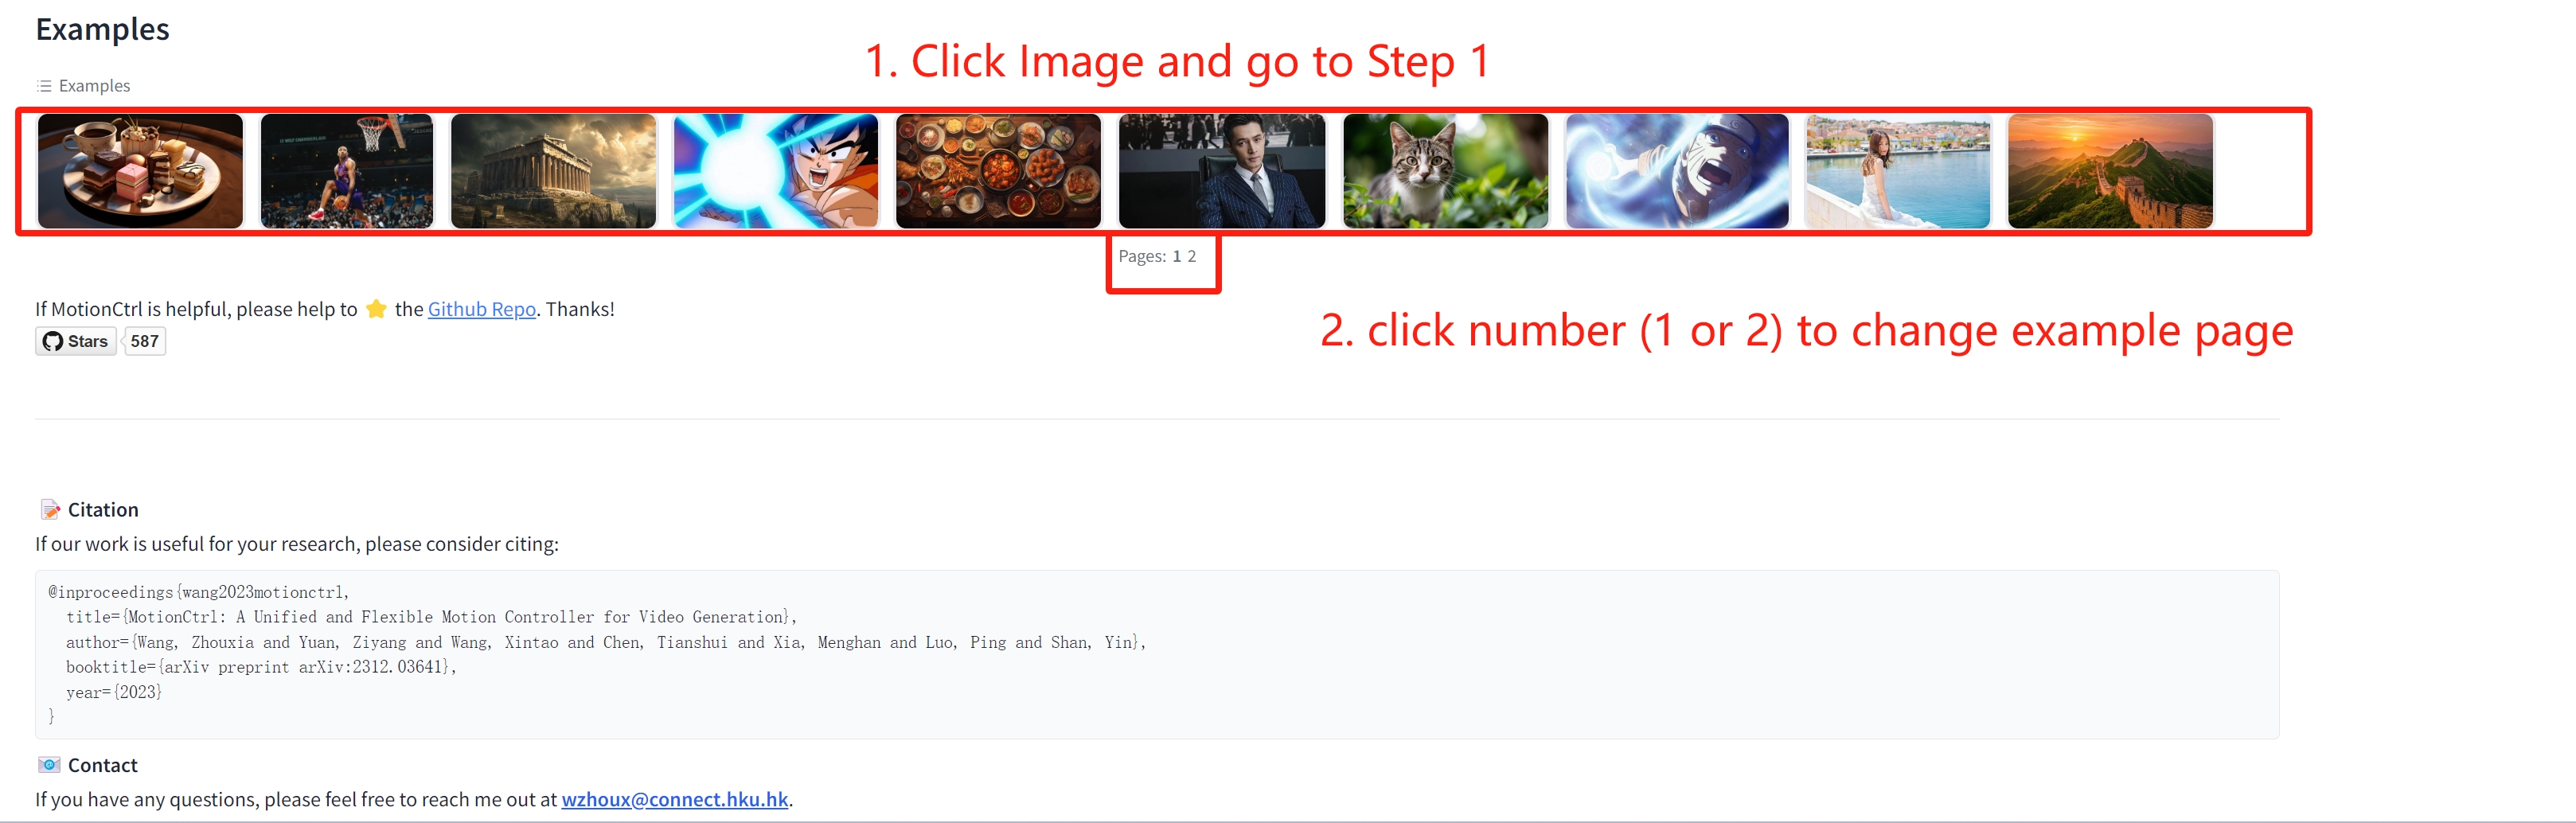 Examples
1. Click Image and go to Step 1
Examples
Pages: 1 2
If MotionCtrl is helpful, please help to ⭐ the Github Repo. Thanks!
Stars 587
2. click number (1 or 2) to change example page
📝 Citation
If our work is useful for your research, please consider citing:
@inproceedings{wang2023motionctrl,
  title={MotionCtrl: A Unified and Flexible Motion Controller for Video Generation},
  author={Wang, Zhouxia and Yuan, Ziyang and Wang, Xintao and Chen, Tianshui and Xia, Menghan and Luo, Ping and Shan, Yin},
  booktitle={arXiv preprint arXiv:2312.03641},
  year={2023}
}
📧 Contact
If you have any questions, please feel free to reach me out at wzhoux@connect.hku.hk.